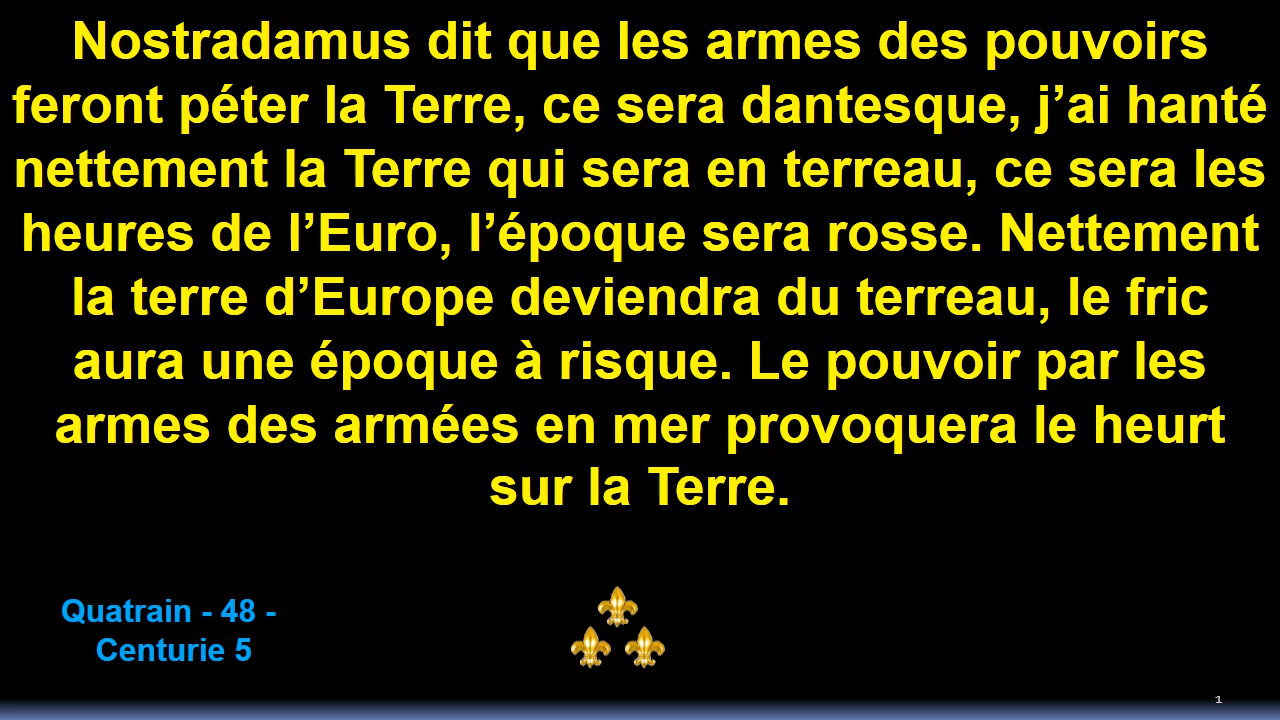 Nostradamus dit que les armes des pouvoirs
feront péter la Terre, ce sera dantesque, j’ai hanté
nettement la Terre qui sera en terreau, ce sera les
heures de l’Euro, l’époque sera rosse. Nettement
la terre d’Europe deviendra du terreau, le fric
aura une époque à risque. Le pouvoir par les
armes des armées en mer provoquera le heurt
sur la Terre.
Quatrain - 48 -
Centurie 5
1